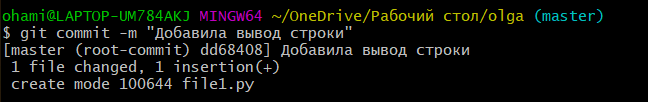 ohami@LAPTOP-UM784AKJ MINGW64 ~/OneDrive/Рабочий стол/olga (master)
$ git commit -m "Добавила вывод строки"
[master (root-commit) dd68408] Добавила вывод строки
 1 file changed, 1 insertion(+)
 create mode 100644 file1.py